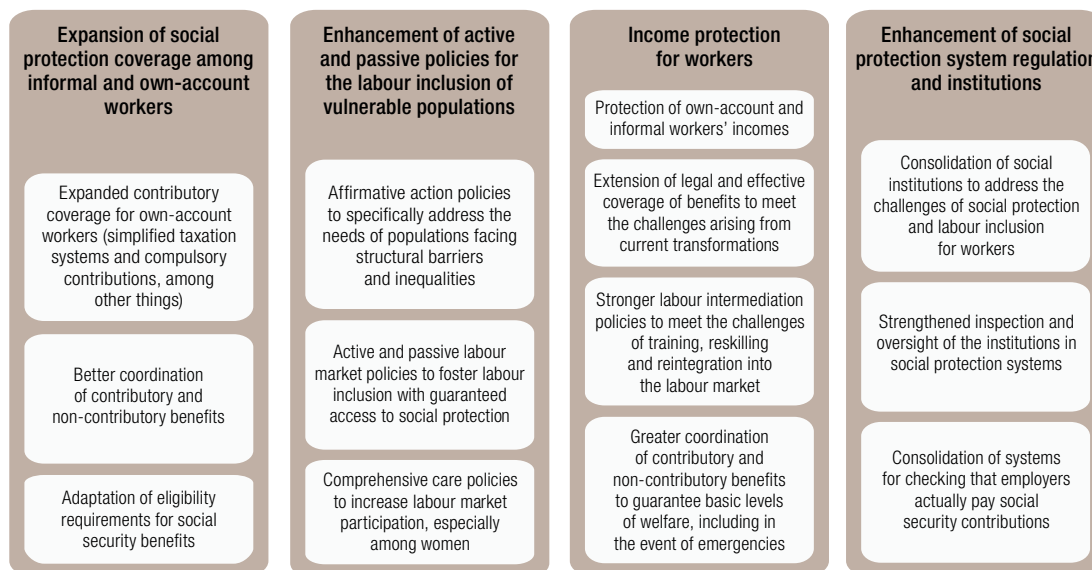 Expansion of social
protection coverage among
informal and own-account
workers
Expanded contributory
coverage for own-account
workers (simplified taxation
systems and compulsory
contributions, among
other things)
Better coordination
of contributory and
non-contributory benefits
Adaptation of eligibility
requirements for social
security benefits
Enhancement of active
and passive policies for
the labour inclusion of
vulnerable populations
Affirmative action policies
to specifically address the
needs of populations facing
structural barriers
and inequalities
Active and passive labour
market policies to foster labour
inclusion with guaranteed
access to social protection
Comprehensive care policies
to increase labour market
participation, especially
among women
Income protection
for workers
Protection of own-account and
informal workers’ incomes
Extension of legal and effective
coverage of benefits to meet
the challenges arising from
current transformations
Stronger labour intermediation
policies to meet the challenges
of training, reskilling
and reintegration into
the labour market
Greater coordination
of contributory and
non-contributory benefits
to guarantee basic levels
of welfare, including in
the event of emergencies
Enhancement of social
protection system regulation
and institutions
Consolidation of social
institutions to address the
challenges of social protection
and labour inclusion
for workers
Strengthened inspection and
oversight of the institutions in
social protection systems
Consolidation of systems
for checking that employers
actually pay social
security contributions